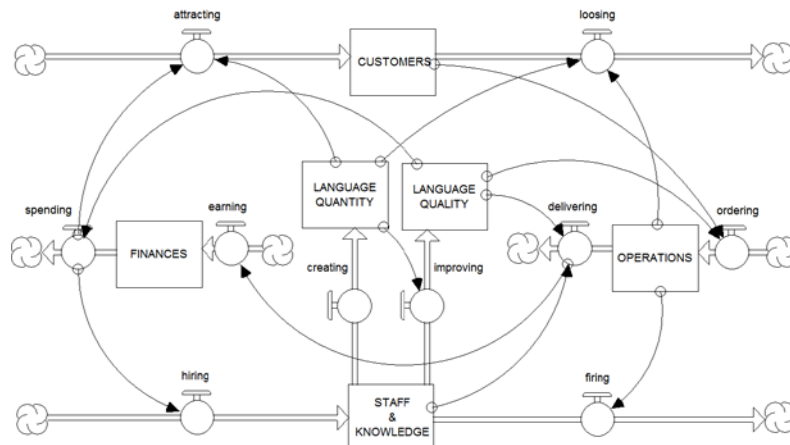 attracting
loosing
CUSTOMERS
LANGUAGE
QUANTITY
LANGUAGE
QUALITY
spending
earning
delivering
ordering
FINANCES
OPERATIONS
creating
improving
hiring
firing
STAFF
&
KNOWLEDGE